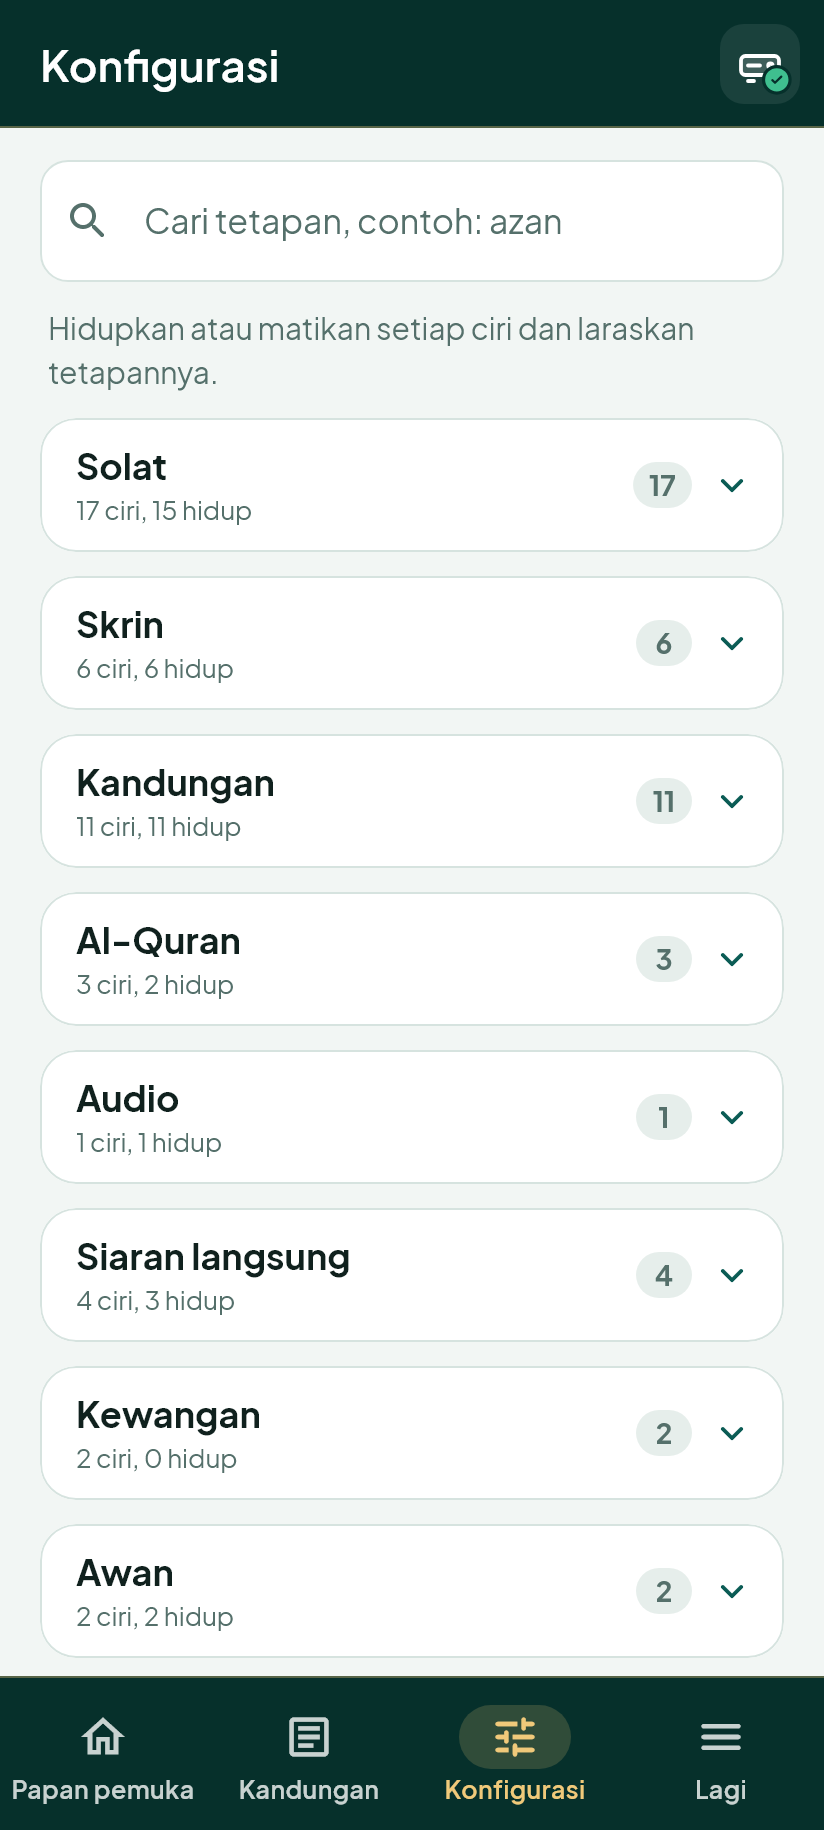 Konfigurasi
Cari tetapan, contoh: azan
Hidupkan atau matikan setiap ciri dan laraskan
tetapannya.
Solat
17 ciri, 15 hidup
17
Skrin
6 ciri, 6 hidup
6
Kandungan
11 ciri, 11 hidup
11
Al-Quran
3 ciri, 2 hidup
3
Audio
1 ciri, 1 hidup
1
Siaran langsung
4 ciri, 3 hidup
4
Kewangan
2 ciri, 0 hidup
2
Awan
2 ciri, 2 hidup
2
Papan pemuka
Kandungan
Konfigurasi
Lagi